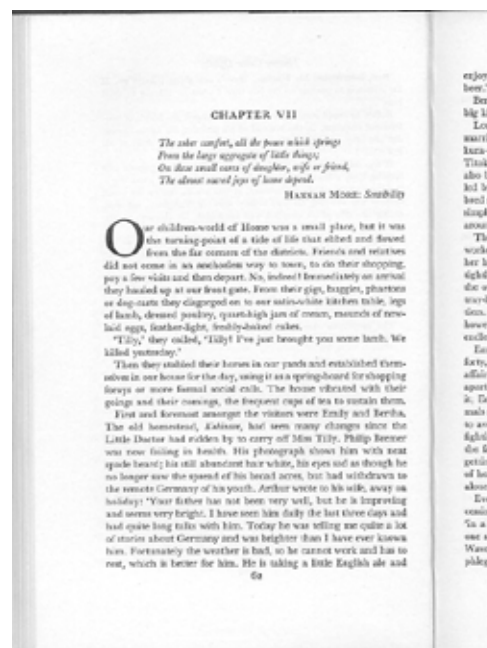 CHAPTER VII
The sober comfort, all the peace which springs
From the large aggregate of little things;
On these small cares of daughter, wife or friend,
The almost sacred joys of home depend.
HANNAH MORE: Sensibility
Our children-world of Home was a small place, but it was
the turning-point of a tide of life that ebbed and flowed
from the far corners of the districts. Friends and relatives
did not come in an anchorless way to town, to do their shopping,
pay a few visits and then depart. No, indeed! Immediately on arrival
they hauled up at our front gate. From their gigs, buggies, phaetons
or dog-carts they disgorged on to our satin-white kitchen table, legs
of lamb, dressed poultry, quart-high jars of cream, mounds of new-
laid eggs, feather-light, freshly-baked cakes.
'Tilly,' they called, 'Tilly! I've just brought you some lamb. We
killed yesterday.'
Then they stabled their horses in our yards and established them-
selves in our house for the day, using it as a spring-board for shopping
forays or more formal social calls. The house vibrated with their
goings and their comings, the frequent cups of tea to sustain them.
First and foremost amongst the visitors were Emily and Bertha.
The old homestead, had seen many changes since the
Little Doctor had ridden by to carry off Miss Tilly. Philip
was now failing in health. His photograph shows him with neat
spade beard; his still abundant hair white, his eyes sad as though he
no longer saw the spread of his broad acres, but had withdrawn to
the remote Germany of his youth. Arthur wrote to his wife, away on
holiday: 'Your father has not been very well, but he is improving
and seems very bright. I have seen him daily the last three days and
had quite long talks with him. Today he was telling me quite a lot
of stories about Germany and was brighter than I have ever known
him. Fortunately the weather is bad, so he cannot work and has to
rest, which is better for him. He is taking a little English ale and